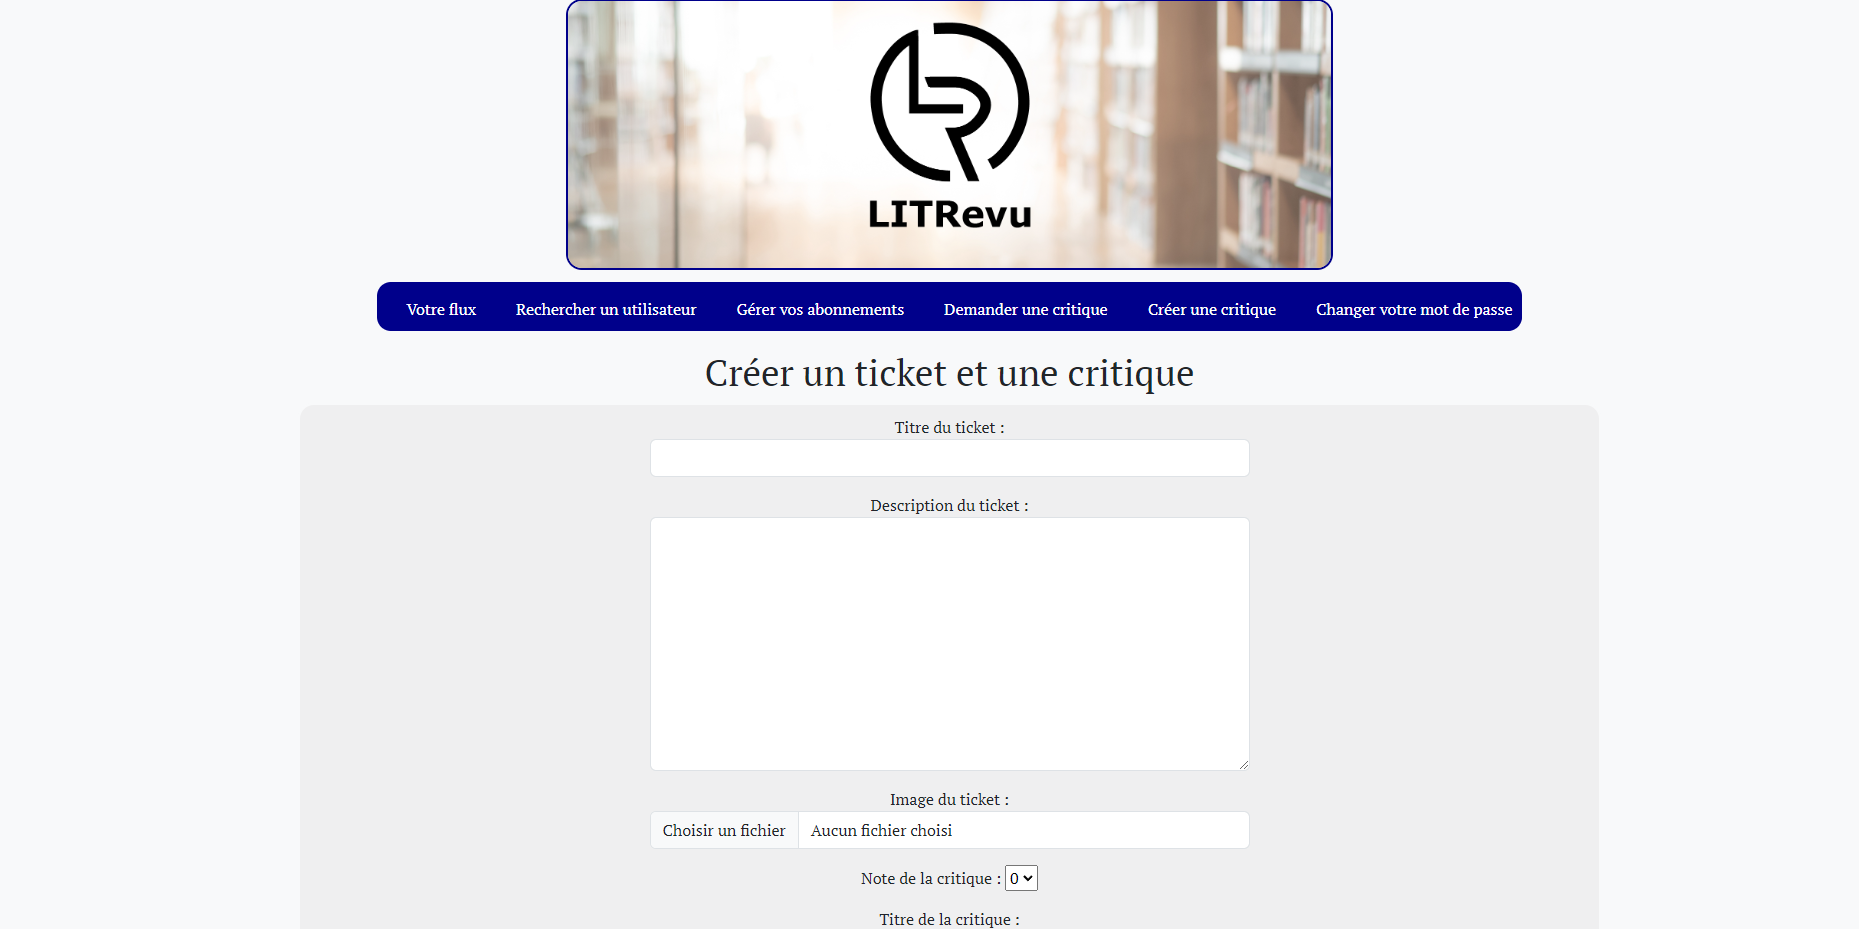 LR
LITRevu
Votre flux Rechercher un utilisateur Gérer vos abonnements Demander une critique Créer une critique Changer votre mot de passe
Créer un ticket et une critique
Titre du ticket :
Description du ticket :
Image du ticket :
Choisir un fichier Aucun fichier choisi
Note de la critique : 0
Titre de la critique :